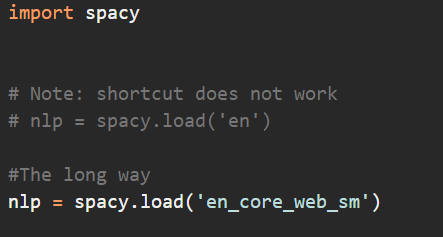 import spacy
# Note: shortcut does not work
# nlp = spacy.load('en')
#The long way
nlp = spacy.load('en_core_web_sm')